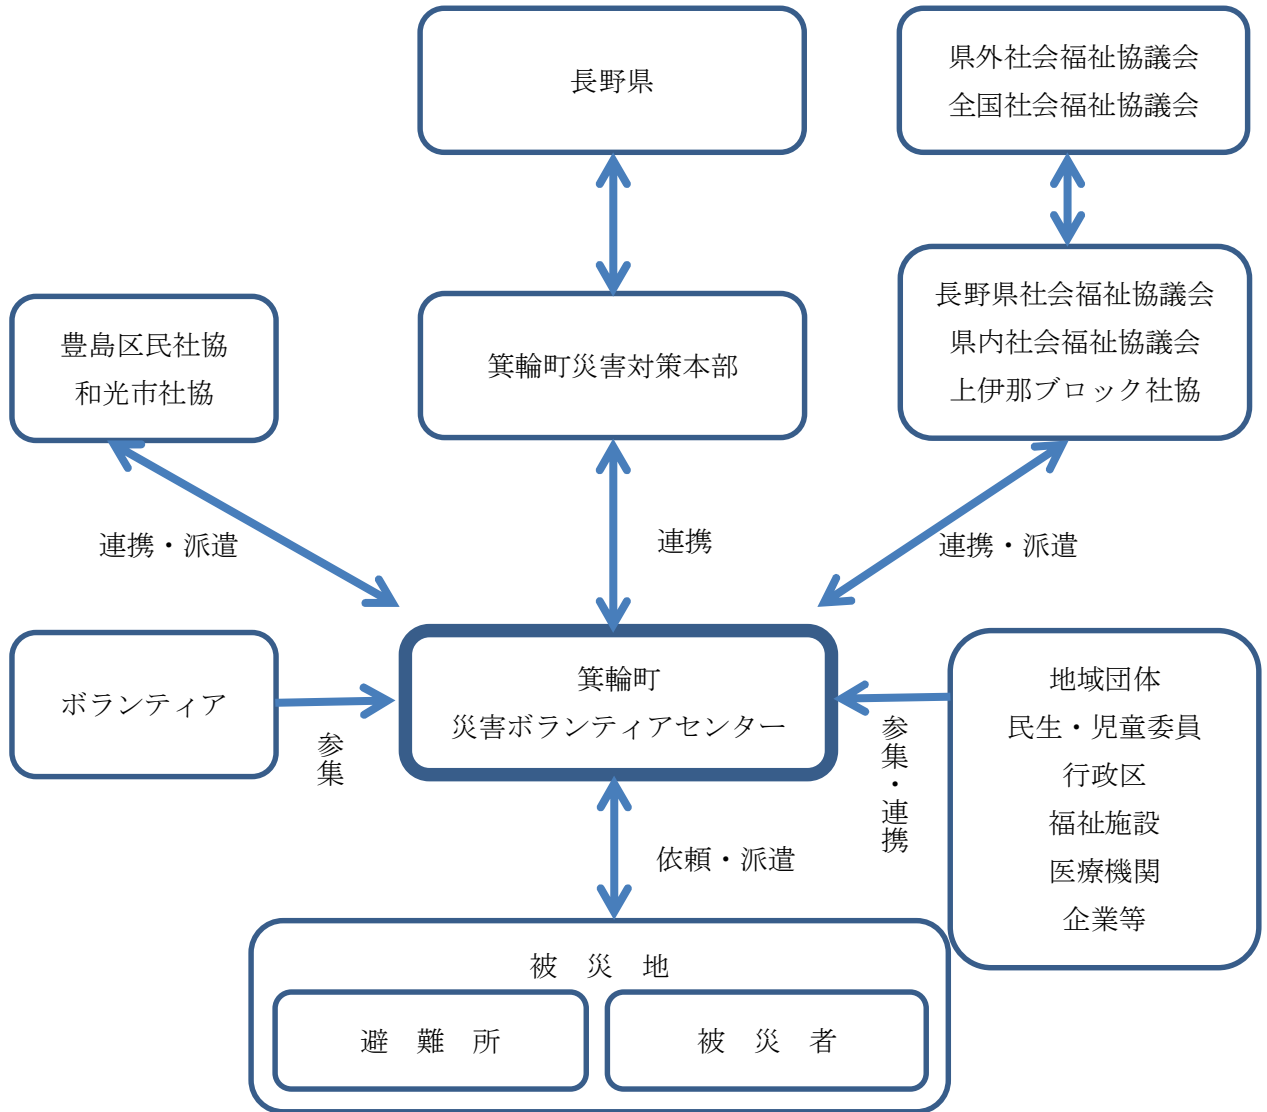 長野県
県外社会福祉協議会
全国社会福祉協議会
豊島区民社協
和光市社協
箕輪町災害対策本部
長野県社会福祉協議会
県内社会福祉協議会
上伊那ブロック社協
連携・派遣
連携
連携・派遣
ボランティア
参集
箕輪町
災害ボランティアセンター
参集・連携
地域団体
民生・児童委員
行政区
福祉施設
医療機関
企業等
依頼・派遣
被　災　地
避　難　所
被　災　者